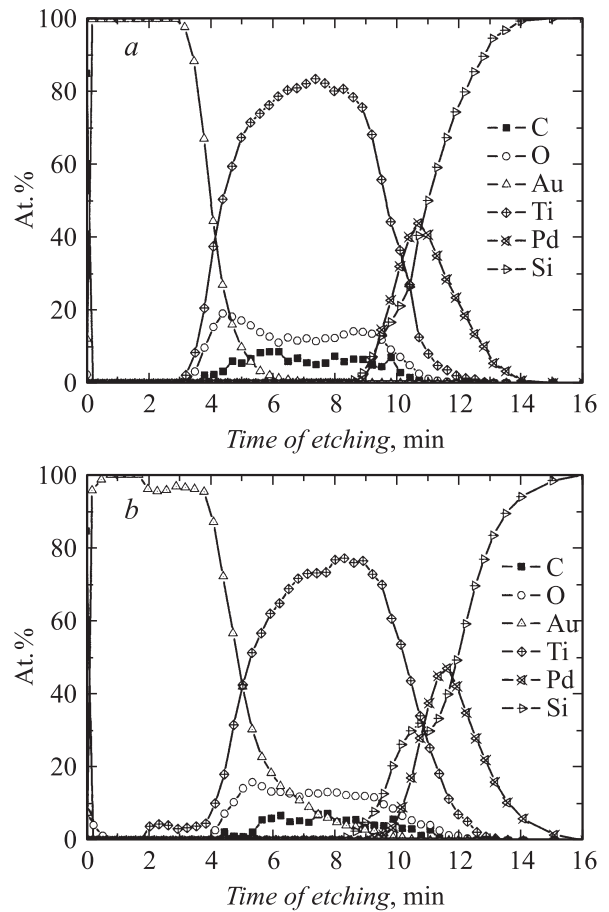 100
a
80
C
O
60
Au
At.%
Ti
40
Pd
Si
20
0
0 2 4 6 8 10 12 14 16
Time of etching, min
100
b
80
C
O
60
Au
At.%
Ti
40
Pd
Si
20
0
0 2 4 6 8 10 12 14 16
Time of etching, min